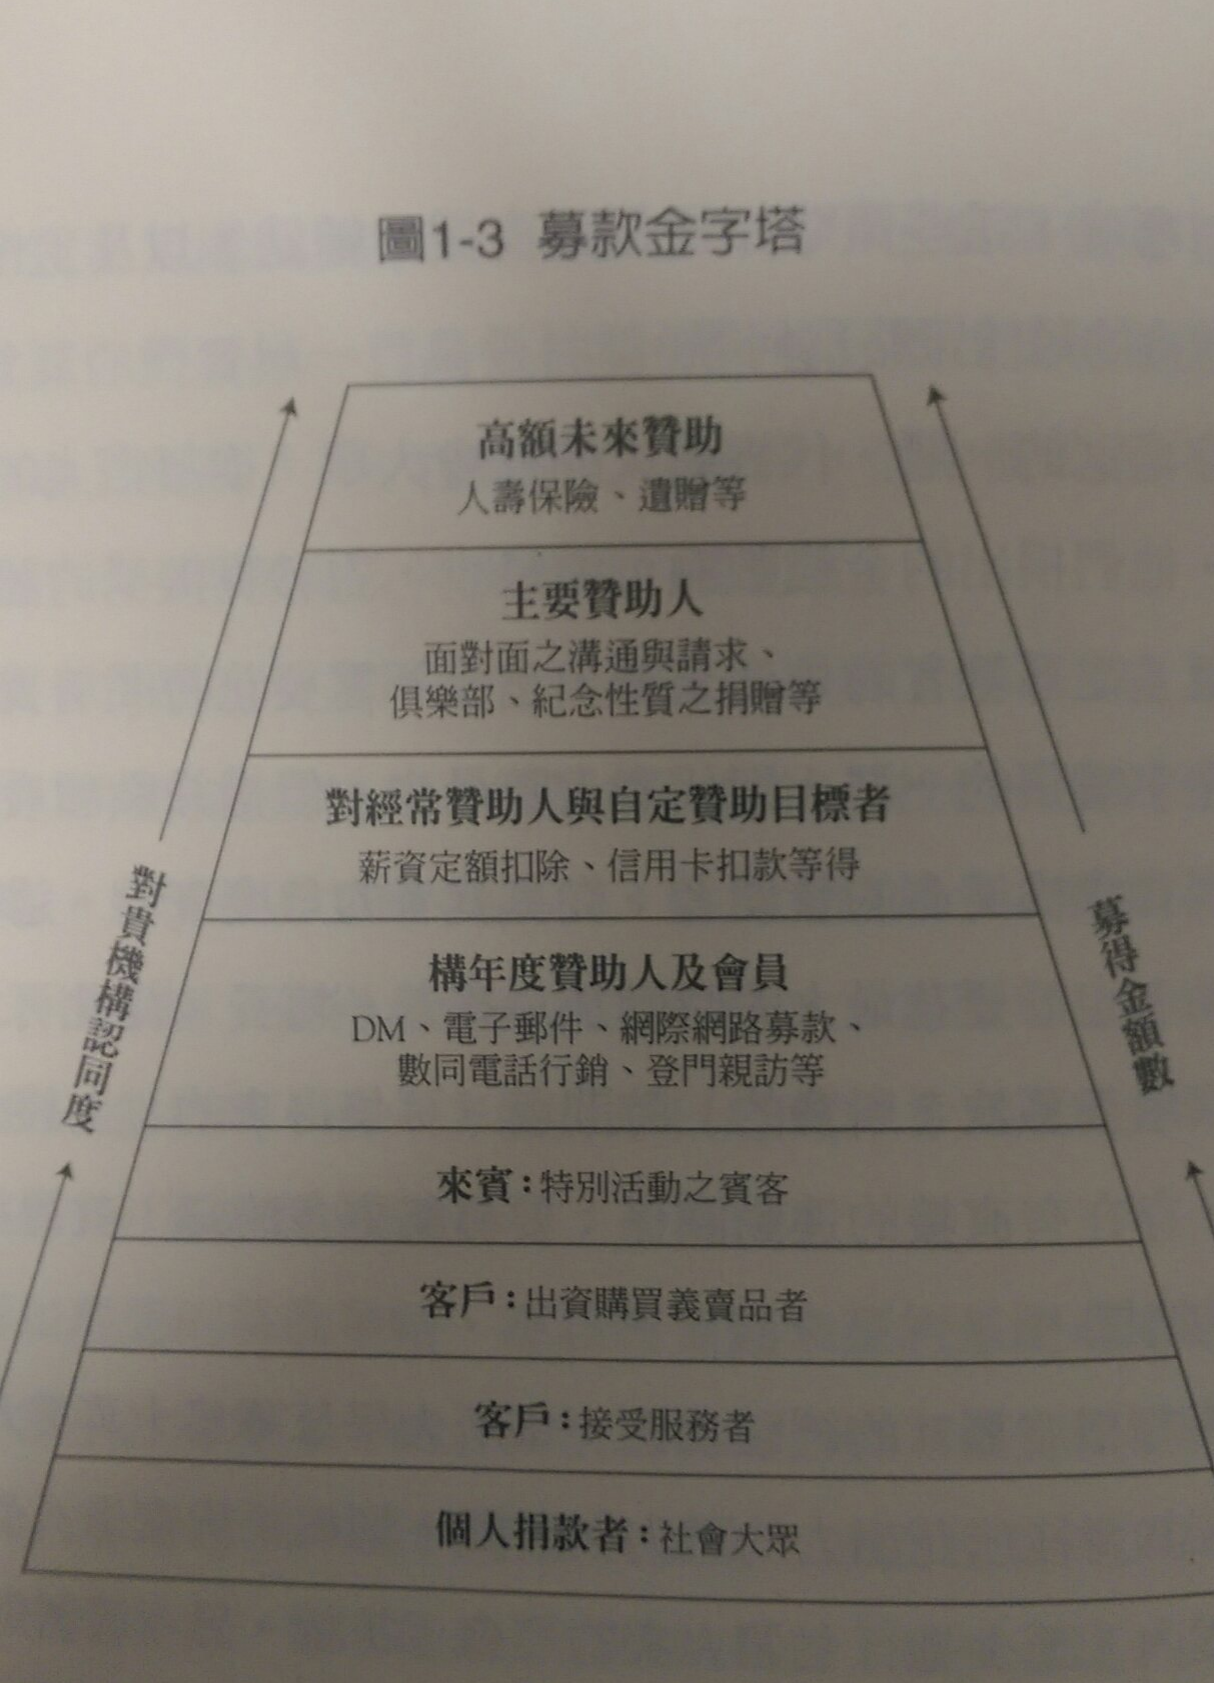 圖1-3 募款金字塔
高額未來贊助
人壽保險、遺贈等
主要贊助人
面對面之溝通與請求、
俱樂部、紀念性質之捐贈等
對經常贊助人與自定贊助目標者
薪資定額扣除、信用卡扣款等得
構年度贊助人及會員
DM、電子郵件、網際網路募款、
數同電話行銷、登門親訪等
來賓：特別活動之賓客
客戶：出資購買義賣品者
客戶：接受服務者
個人捐款者：社會大眾
對貴機構認同度
募得金額數